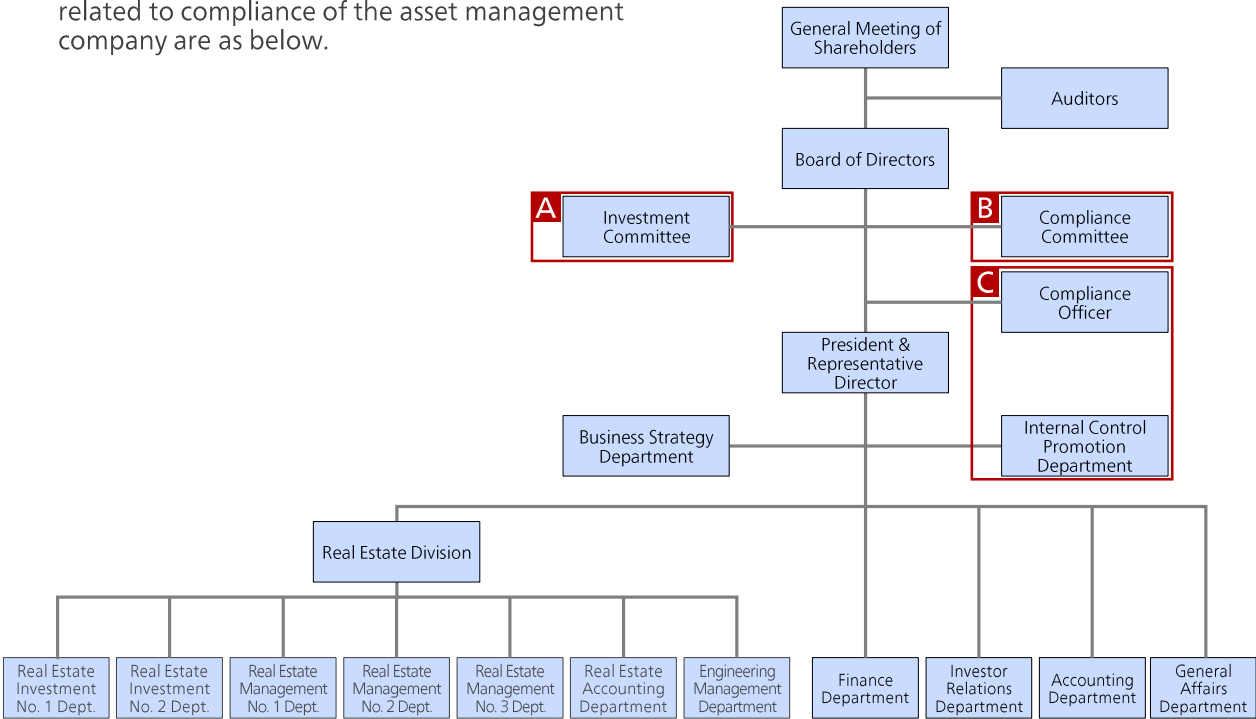 related to compliance of the asset management
company are as below.
General Meeting of
Shareholders
Auditors
Board of Directors
A
Investment
Committee
B
Compliance
Committee
C
Compliance
Officer
President &
Representative
Director
Business Strategy
Department
Internal Control
Promotion
Department
Real Estate Division
Real Estate
Investment
No. 1 Dept.
Real Estate
Investment
No. 2 Dept.
Real Estate
Management
No. 1 Dept.
Real Estate
Management
No. 2 Dept.
Real Estate
Management
No. 3 Dept.
Real Estate
Accounting
Department
Engineering
Management
Department
Finance
Department
Investor
Relations
Department
Accounting
Department
General
Affairs
Department